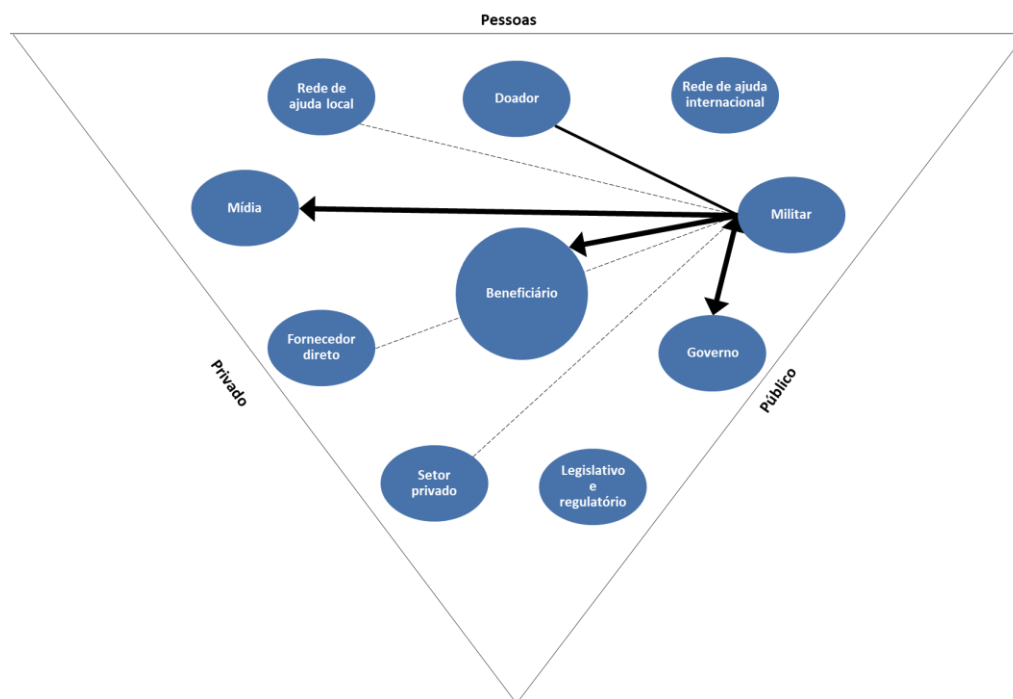 Pessoas
Rede de
ajuda local
Doador
Rede de ajuda
internacional
Mídia
Militar
Beneficiário
Fornecedor
direto
Governo
Privado
Público
Setor
privado
Legislativo
e
regulatório